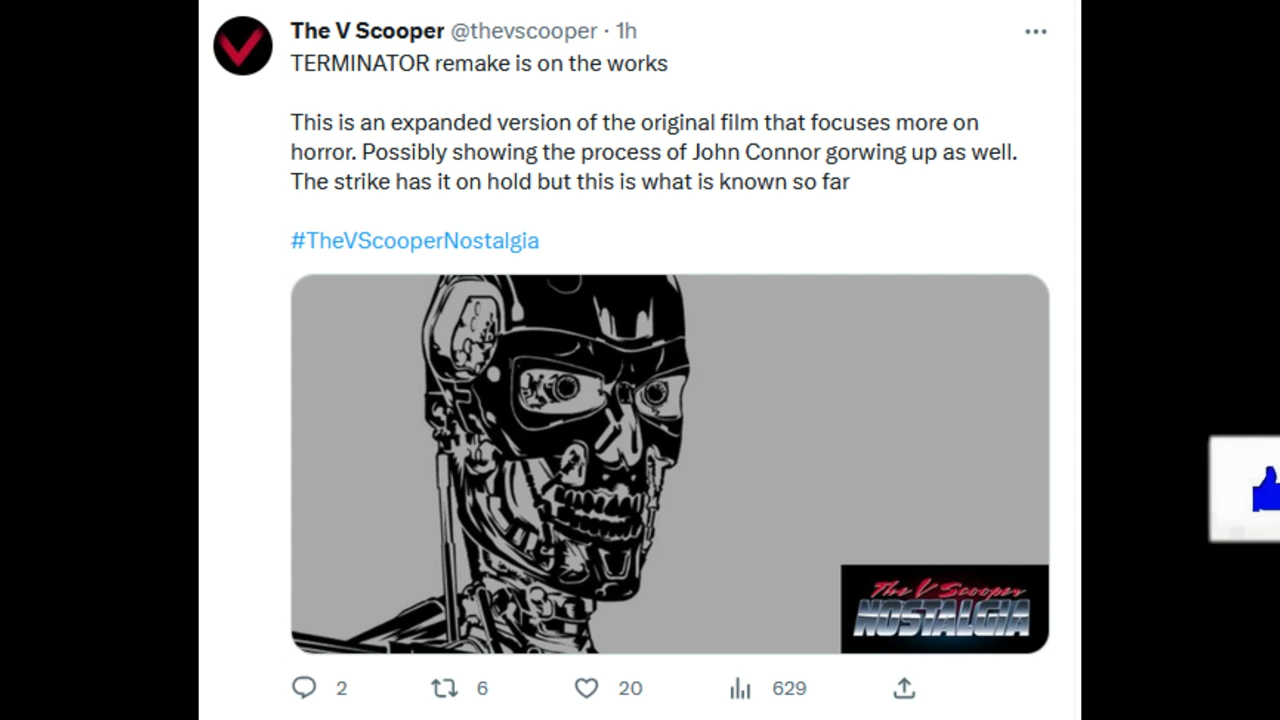 The V Scooper @thevscooper · 1h
TERMINATOR remake is on the works
This is an expanded version of the original film that focuses more on
horror. Possibly showing the process of John Connor gorwing up as well.
The strike has it on hold but this is what is known so far
#TheVScooperNostalgia
The V Scooper
NOSTALGIA
2 6 20 629